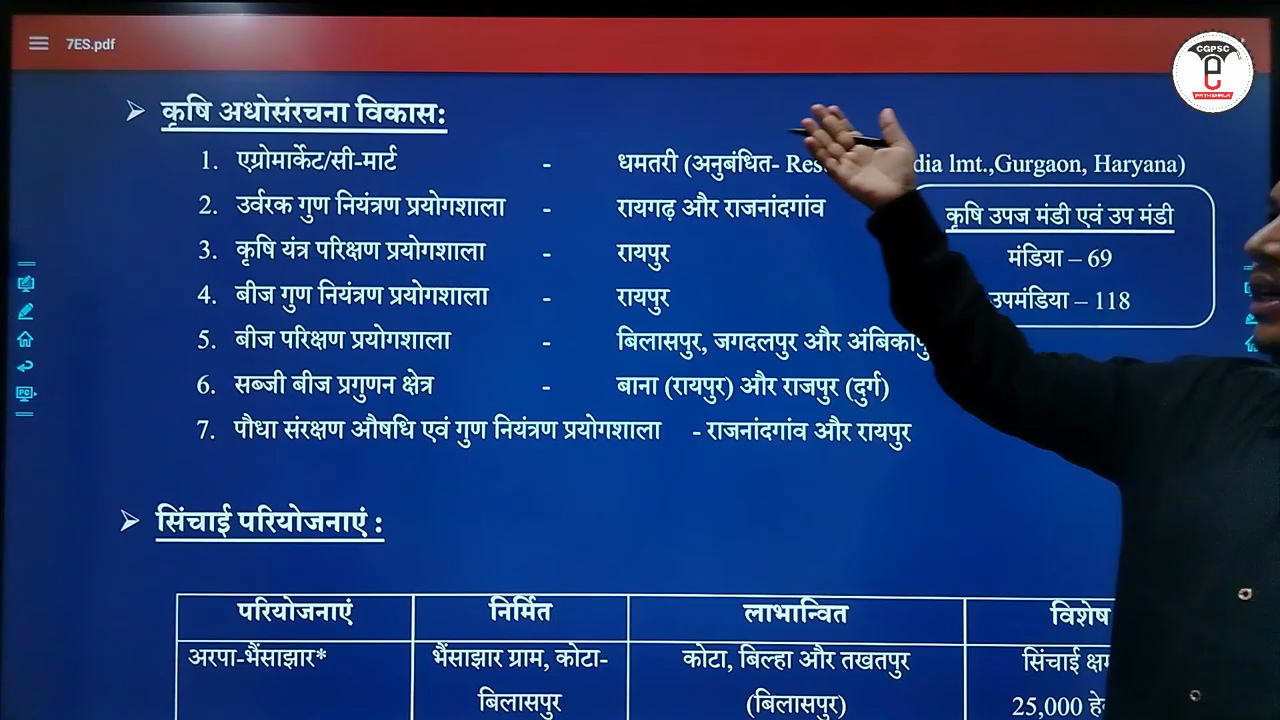 7ES.pdf
CGPSC
e
PATHSHALA
➢ कृषि अधोसंरचना विकास:
1. एग्रोमार्केट/सी-मार्ट - धमतरी (अनुबंधित- lmt.,Gurgaon, Haryana)
2. उर्वरक गुण नियंत्रण प्रयोगशाला - रायगढ़ और राजनांदगांव
3. कृषि यंत्र परिक्षण प्रयोगशाला - रायपुर
4. बीज गुण नियंत्रण प्रयोगशाला - रायपुर
5. बीज परिक्षण प्रयोगशाला - बिलासपुर, जगदलपुर और
6. सब्जी बीज प्रगुणन क्षेत्र - बाना (रायपुर) और राजपुर (दुर्ग)
7. पौधा संरक्षण औषधि एवं गुण नियंत्रण प्रयोगशाला - राजनांदगांव और रायपुर
कृषि उपज मंडी एवं उप मंडी
मंडिया – 69
उपमंडिया – 118
➢ सिंचाई परियोजनाएं :
परियोजनाएं निर्मित लाभान्वित विशेष
अरपा-भैंसाझार* भैंसाझार ग्राम, कोटा- कोटा, बिल्हा और तखतपुर सिंचाई
बिलासपुर (बिलासपुर) 25,000